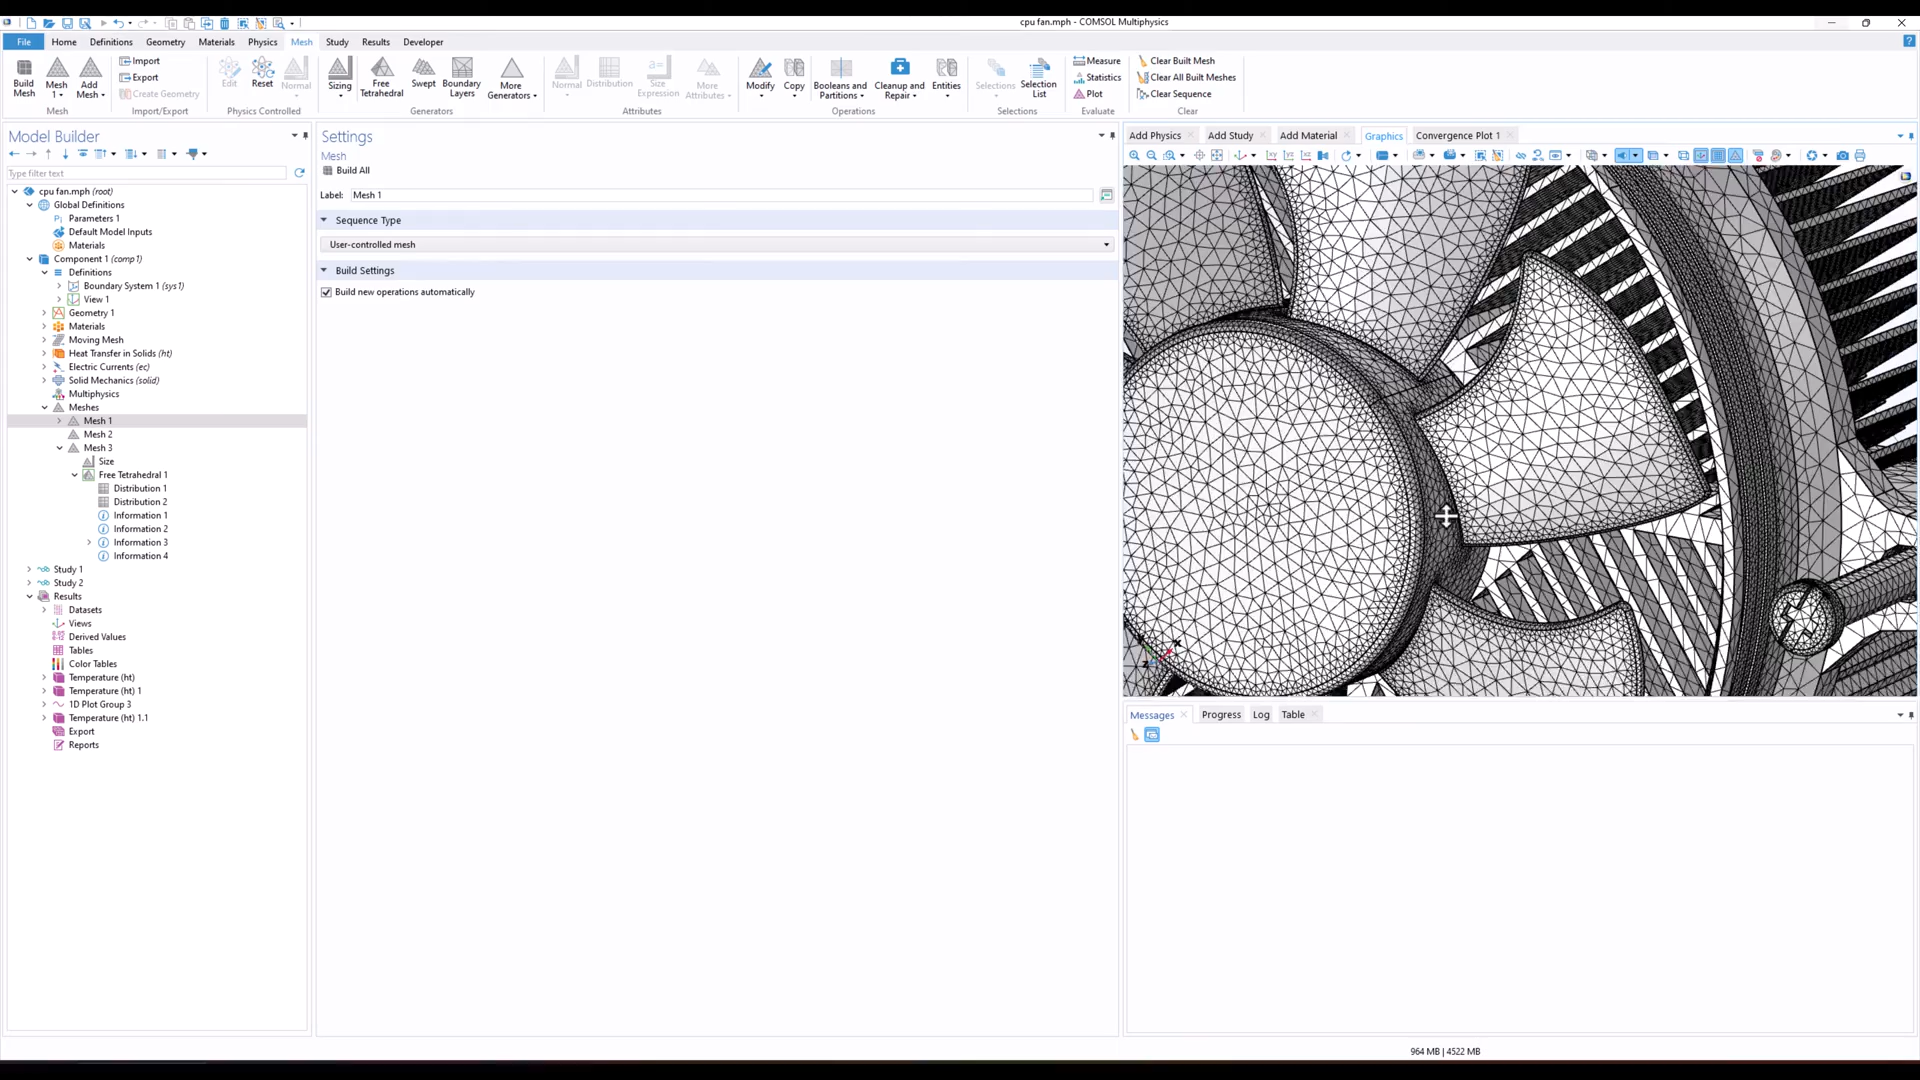 cpu fan.mph - COMSOL Multiphysics
File Home Definitions Geometry Materials Physics Mesh Study Results Developer
Build Mesh
Mesh 1
Add Mesh
Import
Export
Create Geometry
Edit
Reset
Normal
Sizing
Free Tetrahedral
Swept
Boundary Layers
More Generators
Normal
Distribution
Size Expression
More Attributes
Modify
Copy
Booleans and Partitions
Cleanup and Repair
Entities
Selections
Selection List
Measure
Statistics
Plot
Clear Built Mesh
Clear All Built Meshes
Clear Sequence
Mesh Import/Export Physics Controlled Generators Attributes Operations Selections Evaluate Clear
Model Builder
Type filter text
cpu fan.mph (root)
Global Definitions
Pi Parameters 1
Default Model Inputs
Materials
Component 1 (comp1)
Definitions
Boundary System 1 (sys1)
View 1
Geometry 1
Materials
Moving Mesh
Heat Transfer in Solids (ht)
Electric Currents (ec)
Solid Mechanics (solid)
Multiphysics
Meshes
Mesh 1
Mesh 2
Mesh 3
Size
Free Tetrahedral 1
Distribution 1
Distribution 2
Information 1
Information 2
Information 3
Information 4
Study 1
Study 2
Results
Datasets
Views
Derived Values
Tables
Color Tables
Temperature (ht)
Temperature (ht) 1
1D Plot Group 3
Temperature (ht) 1.1
Export
Reports
Settings
Mesh
Build All
Label: Mesh 1
Sequence Type
User-controlled mesh
Build Settings
Build new operations automatically
Add Physics Add Study Add Material Graphics Convergence Plot 1
x
z
Messages Progress Log Table
964 MB | 4522 MB